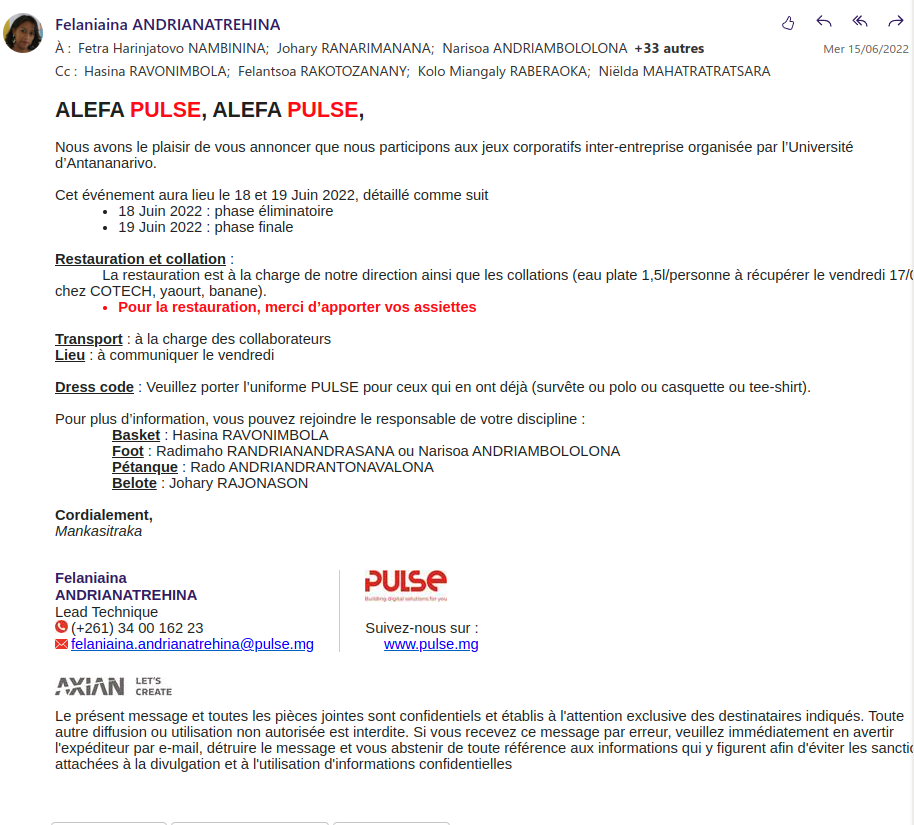 Felaniaina ANDRIANATREHINA
À : Fetra Harinjatovo NAMBININA; Johary RANARIMANANA; Narisoa ANDRIAMBOLOLONA +33 autres
Mer 15/06/2022
Cc : Hasina RAVONIMBOLA; Felantsoa RAKOTOZANANY; Kolo Miangaly RABERAOKA; Niëlda MAHATRATRATSARA
ALEFA PULSE, ALEFA PULSE,
Nous avons le plaisir de vous annoncer que nous participons aux jeux corporatifs inter-entreprise organisée par l'Université
d'Antananarivo.
Cet événement aura lieu le 18 et 19 Juin 2022, détaillé comme suit
• 18 Juin 2022 : phase éliminatoire
• 19 Juin 2022 : phase finale
Restauration et collation :
La restauration est à la charge de notre direction ainsi que les collations (eau plate 1,5l/personne à récupérer le vendredi 17/
chez COTECH, yaourt, banane).
• Pour la restauration, merci d'apporter vos assiettes
Transport : à la charge des collaborateurs
Lieu : à communiquer le vendredi
Dress code : Veuillez porter l'uniforme PULSE pour ceux qui en ont déjà (survête ou polo ou casquette ou tee-shirt).
Pour plus d'information, vous pouvez rejoindre le responsable de votre discipline :
Basket : Hasina RAVONIMBOLA
Foot : Radimaho RANDRIANANDRASANA ou Narisoa ANDRIAMBOLOLONA
Pétanque : Rado ANDRIANDRANTONAVALONA
Belote : Johary RAJONASON
Cordialement,
Mankasitraka
Felaniaina
ANDRIANATREHINA
Lead Technique
(+261) 34 00 162 23
felaniaina.andrianatrehina@pulse.mg
PULSE
Building digital solutions for you
Suivez-nous sur :
www.pulse.mg
AXIAN LET'S
CREATE
Le présent message et toutes les pièces jointes sont confidentiels et établis à l'attention exclusive des destinataires indiqués. Toute
autre diffusion ou utilisation non autorisée est interdite. Si vous recevez ce message par erreur, veuillez immédiatement en avertir
l'expéditeur par e-mail, détruire le message et vous abstenir de toute référence aux informations qui y figurent afin d'éviter les sanctio
attachées à la divulgation et à l'utilisation d'informations confidentielles